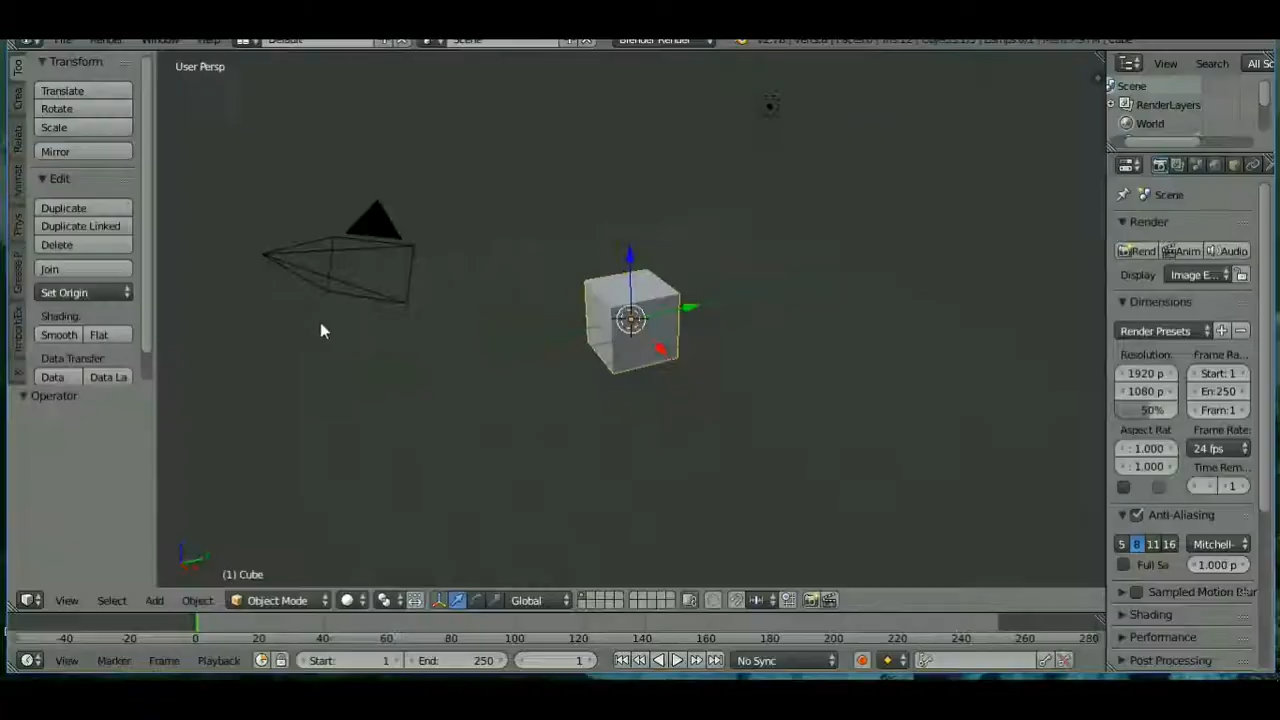 File Render Window Help Default Scene Blender Render
Transform
Translate
Rotate
Scale
Mirror
Edit
Duplicate
Duplicate Linked
Delete
Join
Set Origin
Shading:
Smooth Flat
Data Transfer
Data Data La
Operator
User Persp
(1) Cube
View Search All Sc
Scene
RenderLayers
World
Scene
Render
Rend Anim Audio
Display Image E...
Dimensions
Render Presets
Resolution: Frame Ra...
1920 p Start: 1
1080 p En:250
50% Fram:1
Aspect Rat Frame Rate:
: 1.000 24 fps
: 1.000 Time Rem...
1
Anti-Aliasing
5 8 11 16 Mitchell-
Full Sa 1.000 p
Sampled Motion Blur
Shading
Performance
Post Processing
View Select Add Object Object Mode Global
-40 -20 0 20 40 60 80 100 120 140 160 180 200 220 240 260 280
View Marker Frame Playback Start: 1 End: 250 1 No Sync